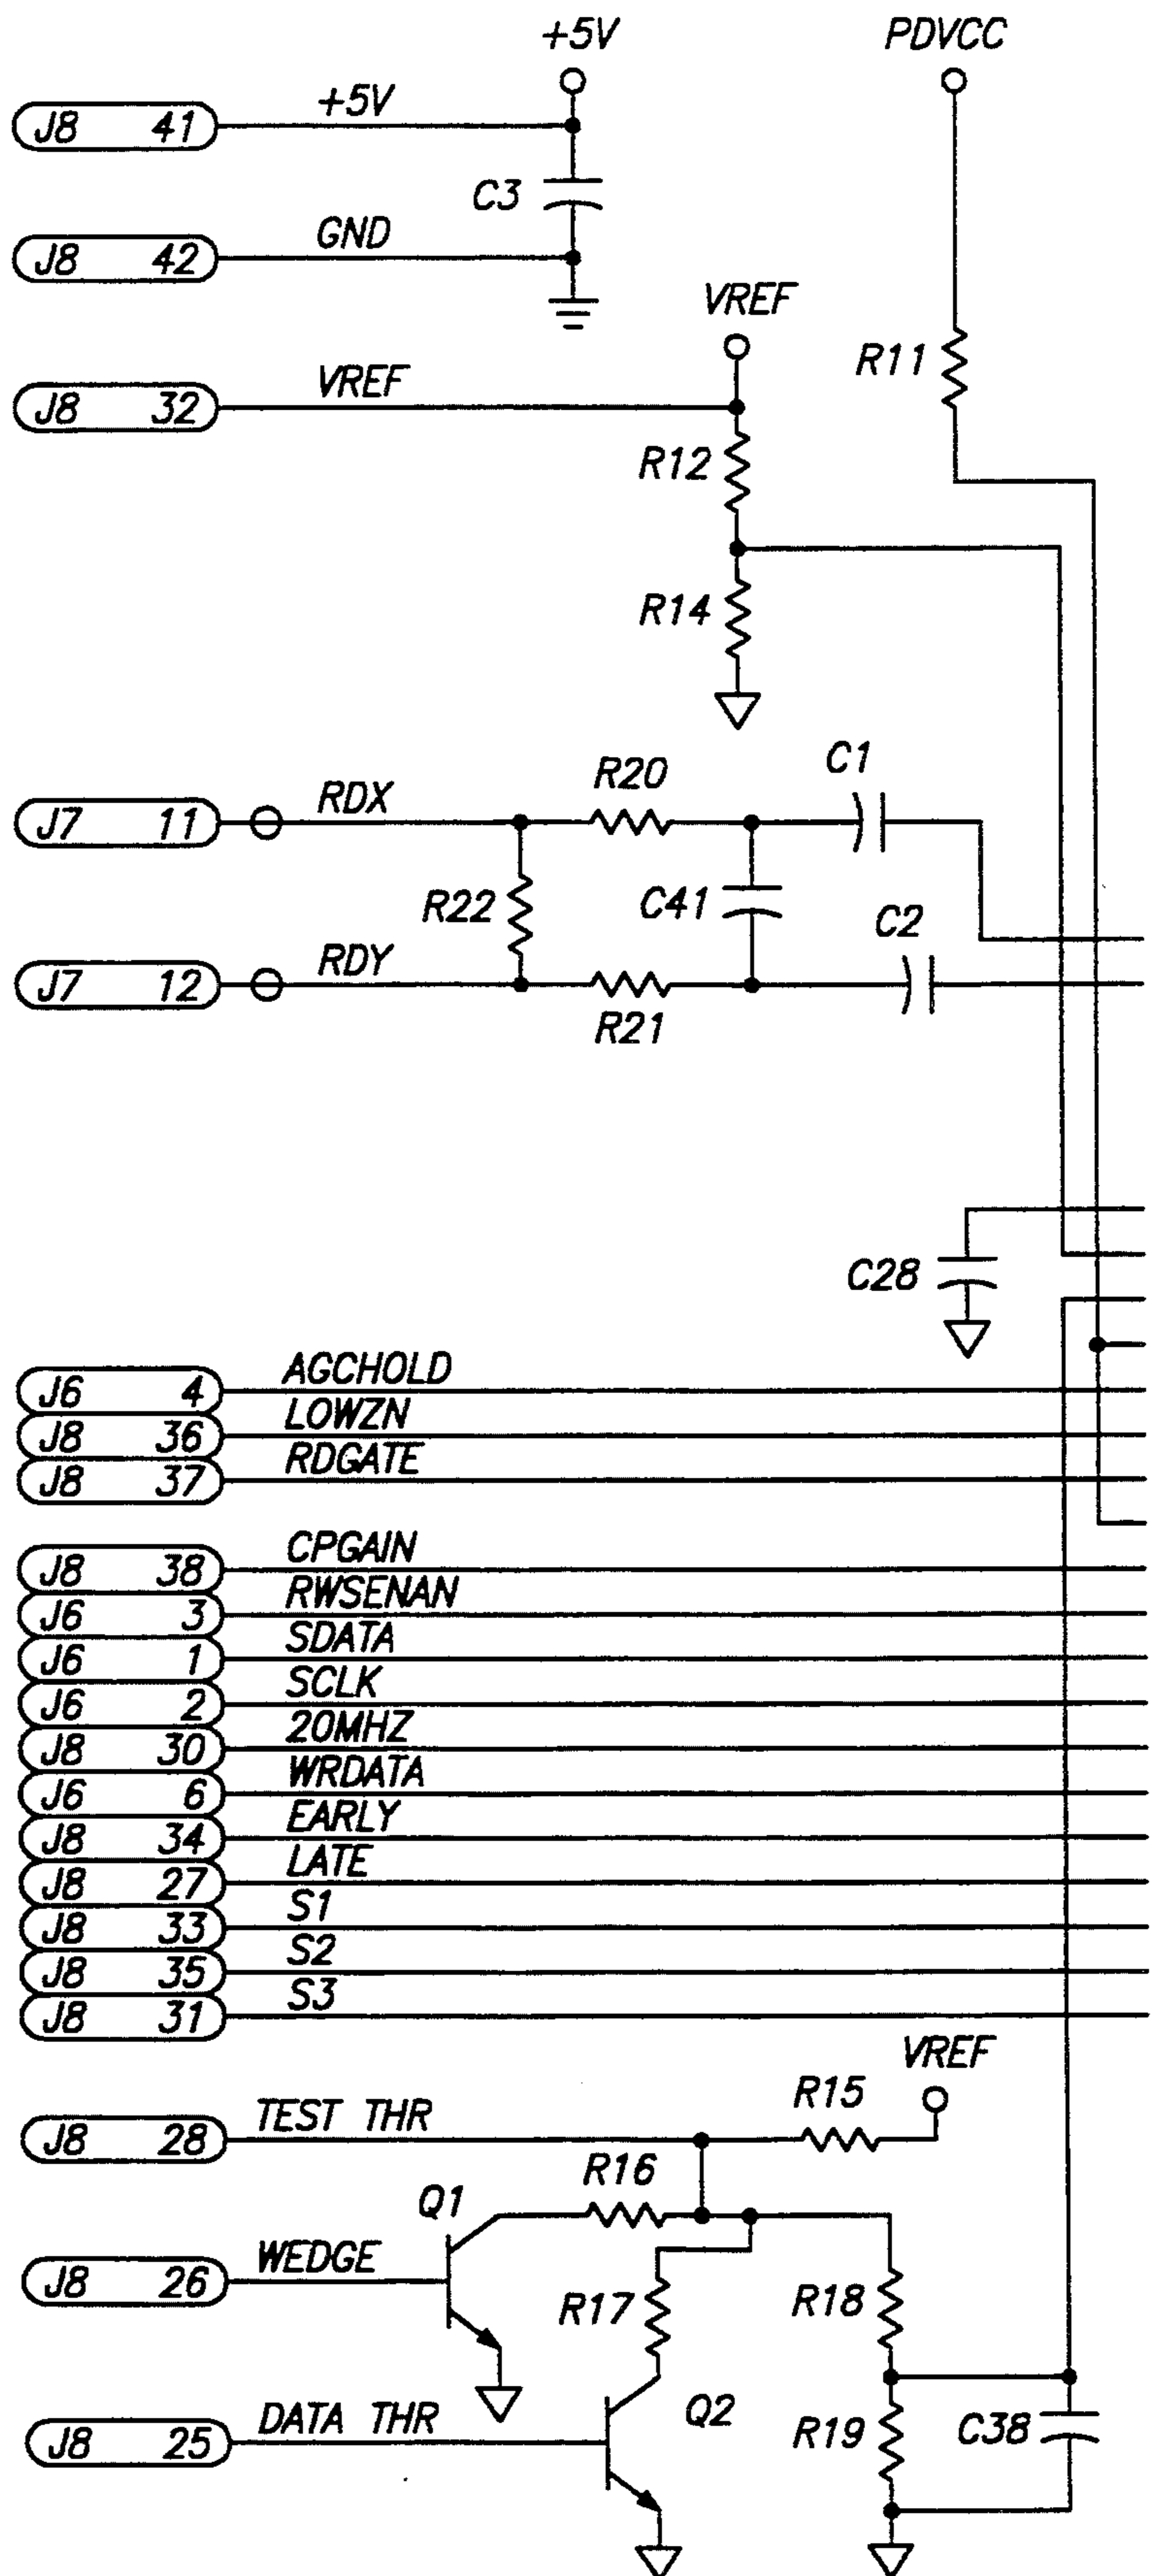 +5V PDVCC
J8 41 +5V
C3
J8 42 GND
VREF
R11
J8 32 VREF
R12
R14
C1
R20
J7 11 RDX
R22 C41 C2
J7 12 RDY
R21
C28
J6 4 AGCHOLD
J8 36 LOWZN
J8 37 RDGATE
J8 38 CPGAIN
J6 3 RWSENAN
J6 1 SDATA
J6 2 SCLK
J8 30 20MHZ
J6 6 WRDATA
J8 34 EARLY
J8 27 LATE
J8 33 S1
J8 35 S2
J8 31 S3
VREF
R15
J8 28 TEST THR
R16
Q1
J8 26 WEDGE
R17 R18
Q2
J8 25 DATA THR
R19 C38